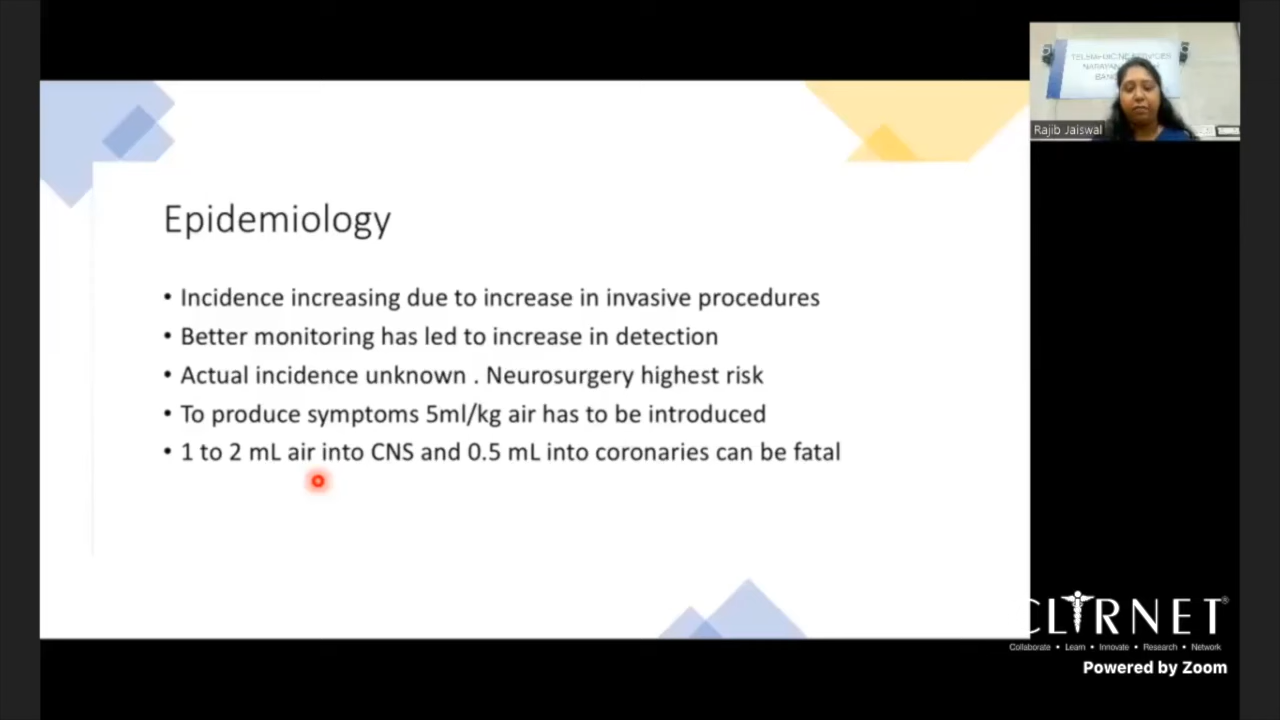 TELEMEDICINE SERVICES
Rajib Jaiswal
Epidemiology
• Incidence increasing due to increase in invasive procedures
• Better monitoring has led to increase in detection
• Actual incidence unknown . Neurosurgery highest risk
• To produce symptoms 5ml/kg air has to be introduced
• 1 to 2 mL air into CNS and 0.5 mL into coronaries can be fatal
CLIRNET®
Collaborate • Learn • Innovate • Research • Network
Powered by Zoom